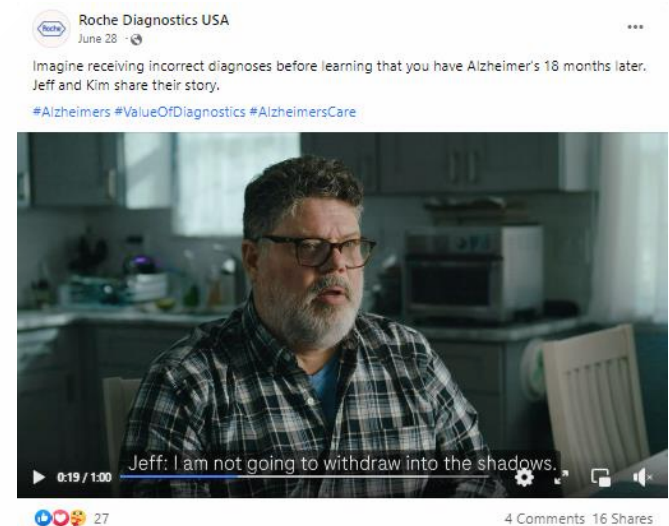 Roche
Roche Diagnostics USA
June 28 ·
Imagine receiving incorrect diagnoses before learning that you have Alzheimer's 18 months later.
Jeff and Kim share their story.
#Alzheimers #ValueOfDiagnostics #AlzheimersCare
Jeff: I am not going to withdraw into the shadows.
0:19 / 1:00
27
4 Comments 16 Shares